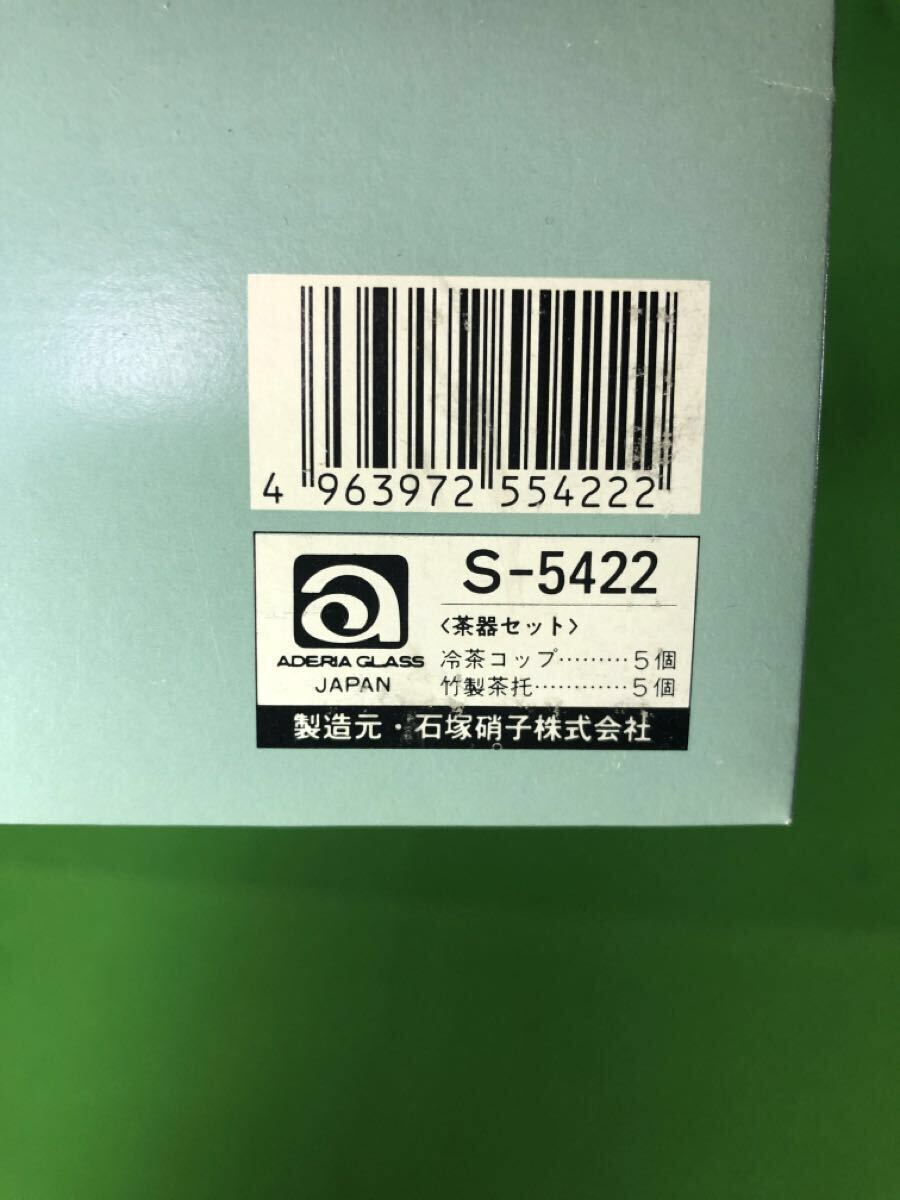 4 963972 554222
S-5422
〈茶器セット〉
ADERIA GLASS
JAPAN
冷茶コップ………5個
竹製茶托…………5個
製造元・石塚硝子株式会社